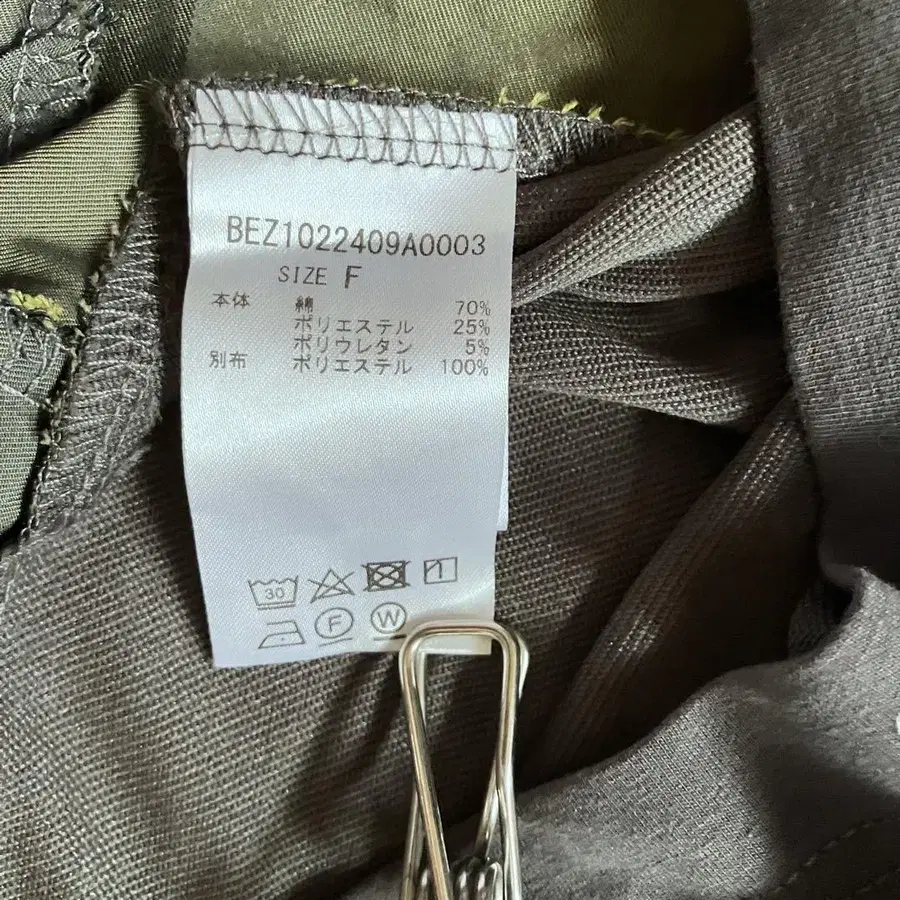 BEZ1022409A0003
SIZE F
本体 綿 70%
ポリエステル 25%
ポリウレタン 5%
別布 ポリエステル 100%
30
F W